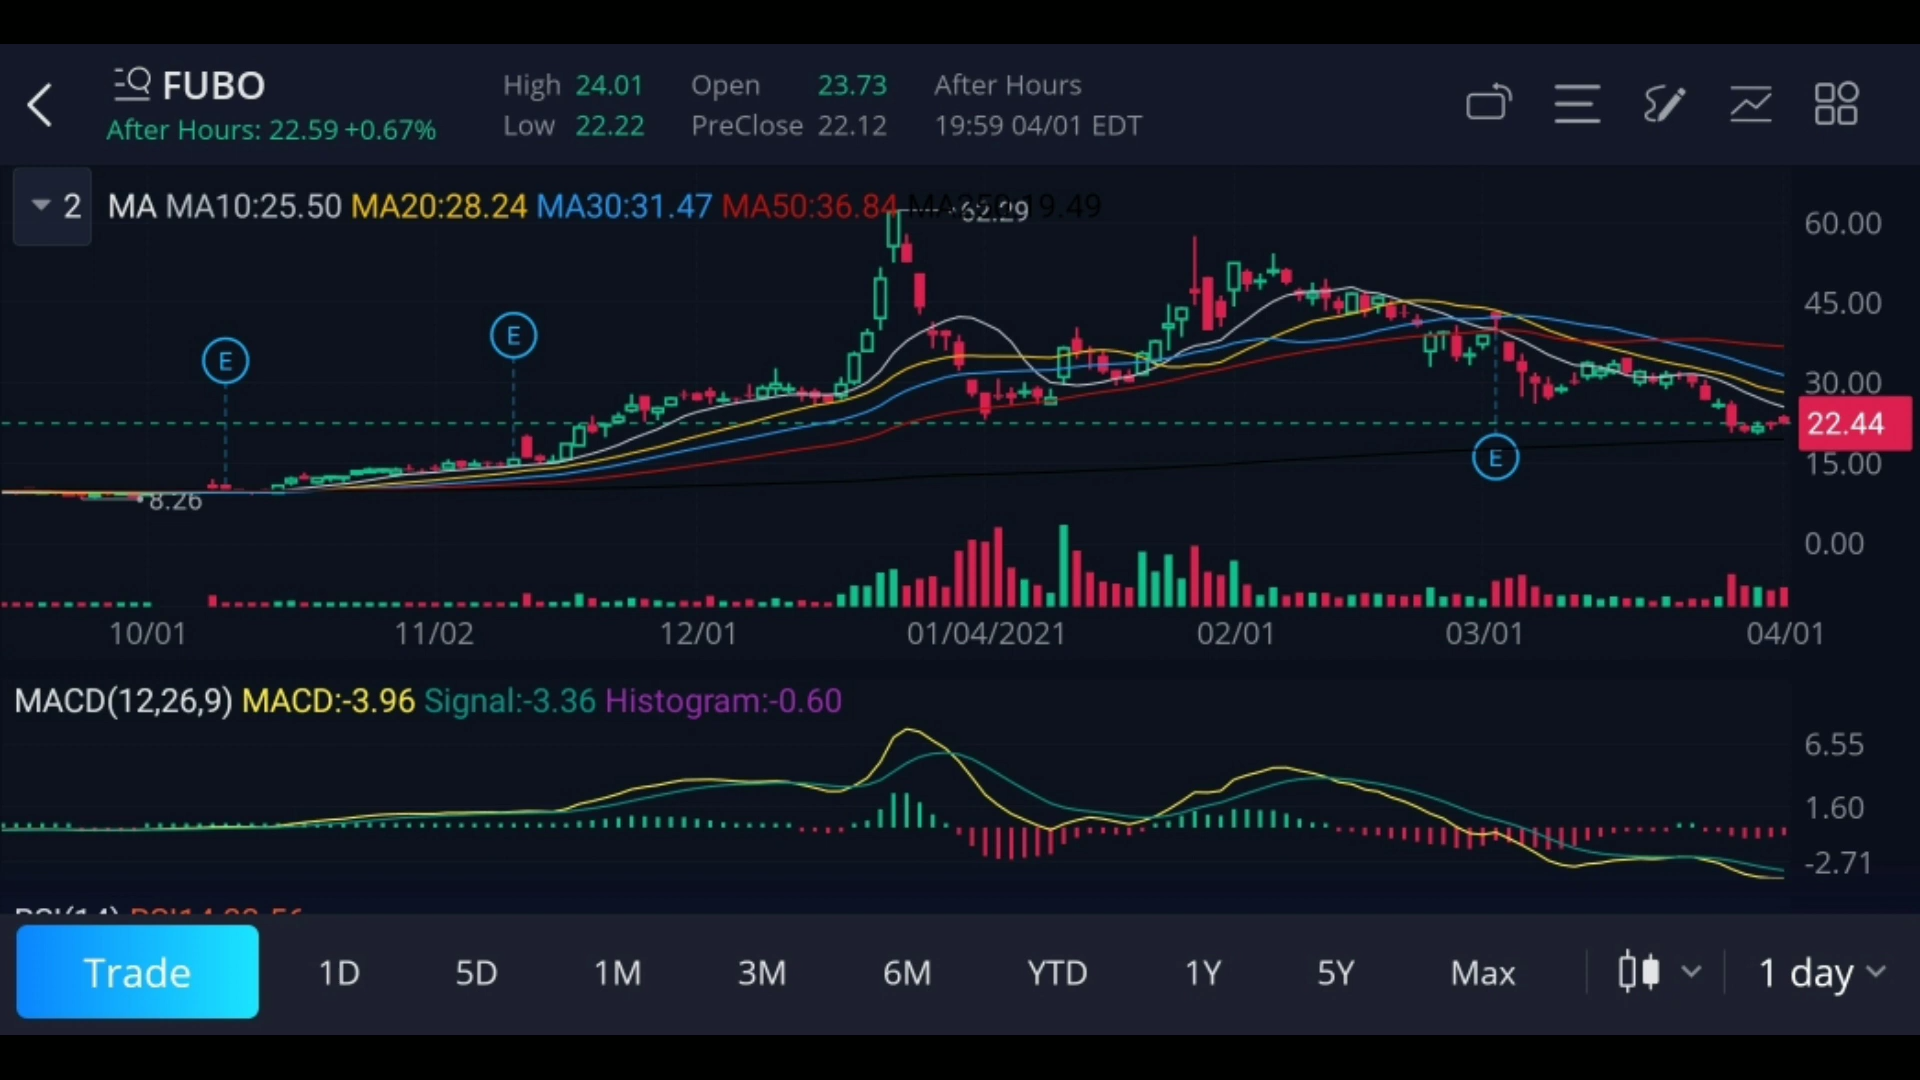 FUBO
After Hours: 22.59 +0.67%
High 24.01 Open 23.73 After Hours
Low 22.22 PreClose 22.12 19:59 04/01 EDT
2 MA MA10:25.50 MA20:28.24 MA30:31.47 MA50:36.84
62.29
60.00
45.00
30.00
22.44
15.00
0.00
E
E
E
8.26
10/01 11/02 12/01 01/04/2021 02/01 03/01 04/01
MACD(12,26,9) MACD:-3.96 Signal:-3.36 Histogram:-0.60
6.55
1.60
-2.71
Trade 1D 5D 1M 3M 6M YTD 1Y 5Y Max 1 day